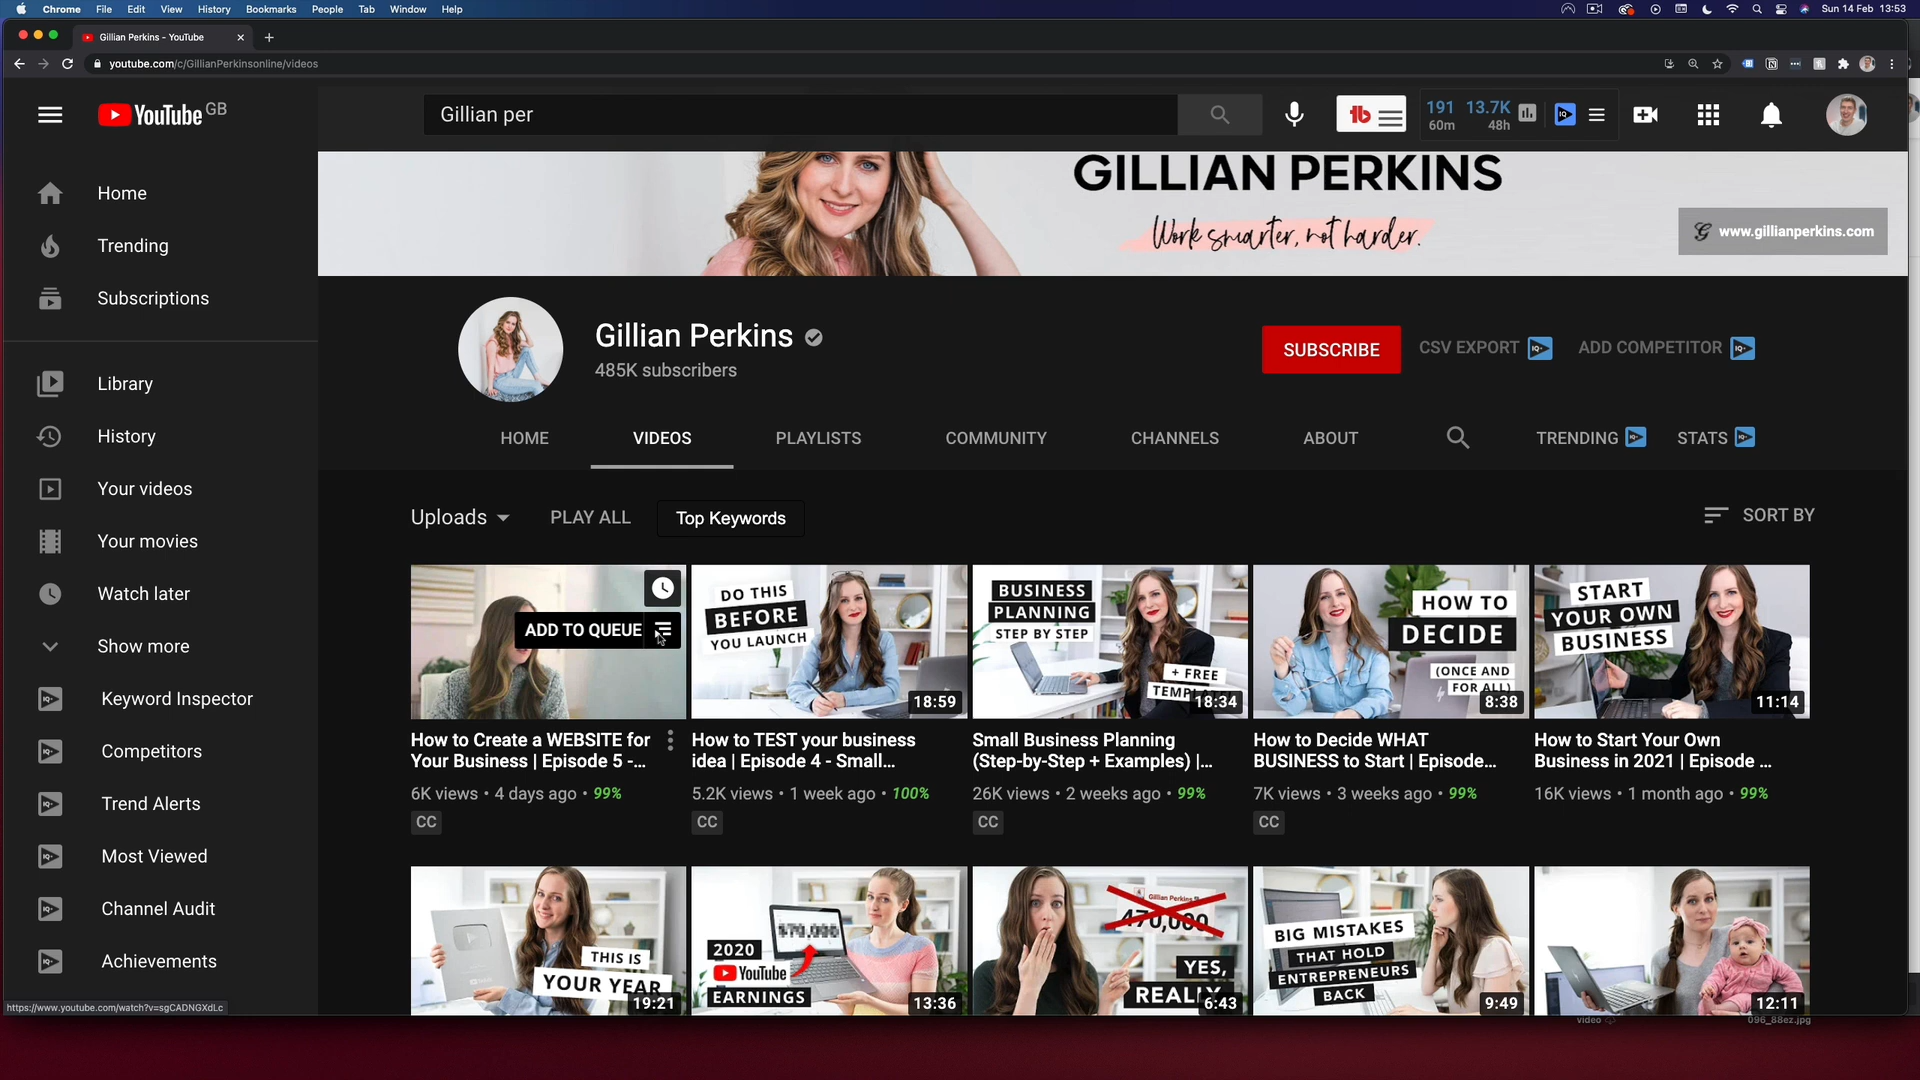 Chrome File Edit View History Bookmarks People Tab Window Help
Sun 14 Feb 13:53
Gillian Perkins - YouTube
youtube.com/c/GillianPerkinsonline/videos
YouTube GB
Gillian per
191 60m
13.7K 48h
Home
Trending
Subscriptions
Library
History
Your videos
Your movies
Watch later
Show more
Keyword Inspector
Competitors
Trend Alerts
Most Viewed
Channel Audit
Achievements
GILLIAN PERKINS
Work smarter, not harder.
www.gillianperkins.com
Gillian Perkins
485K subscribers
SUBSCRIBE
CSV EXPORT
ADD COMPETITOR
HOME VIDEOS PLAYLISTS COMMUNITY CHANNELS ABOUT TRENDING STATS
Uploads PLAY ALL Top Keywords
SORT BY
ADD TO QUEUE
How to Create a WEBSITE for
Your Business | Episode 5 -...
6K views • 4 days ago • 99%
CC
DO THIS
BEFORE
YOU LAUNCH
18:59
How to TEST your business
idea | Episode 4 - Small...
5.2K views • 1 week ago • 100%
CC
BUSINESS
PLANNING
STEP BY STEP
+ FREE
18:34
Small Business Planning
(Step-by-Step + Examples) |...
26K views • 2 weeks ago • 99%
CC
HOW TO
DECIDE
(ONCE AND
FOR ALL)
8:38
How to Decide WHAT
BUSINESS to Start | Episode...
7K views • 3 weeks ago • 99%
CC
START
YOUR OWN
BUSINESS
11:14
How to Start Your Own
Business in 2021 | Episode ...
16K views • 1 month ago • 99%
THIS IS
YOUR YEAR
19:21
2020
YouTube
EARNINGS
13:36
Gillian Perkins
470,000
YES,
REALLY
6:43
BIG MISTAKES
THAT HOLD
ENTREPRENEURS
BACK
9:49
12:11
https://www.youtube.com/watch?v=sgCADNGXdLc
video
096_88ez.jpg